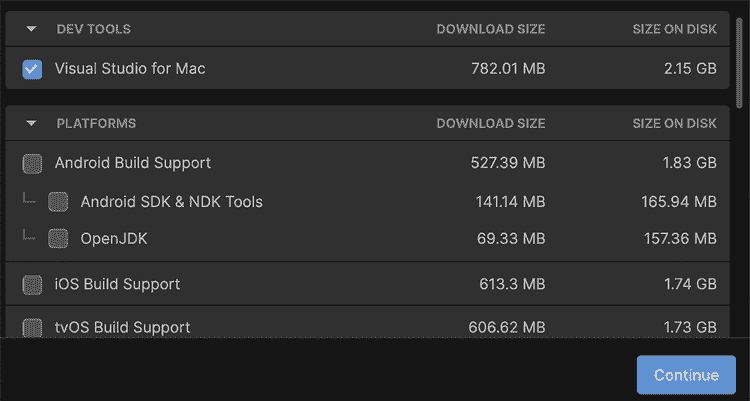 DEV TOOLS DOWNLOAD SIZE SIZE ON DISK
Visual Studio for Mac 782.01 MB 2.15 GB
PLATFORMS DOWNLOAD SIZE SIZE ON DISK
Android Build Support 527.39 MB 1.83 GB
Android SDK & NDK Tools 141.14 MB 165.94 MB
OpenJDK 69.33 MB 157.36 MB
iOS Build Support 613.3 MB 1.74 GB
tvOS Build Support 606.62 MB 1.73 GB
Continue